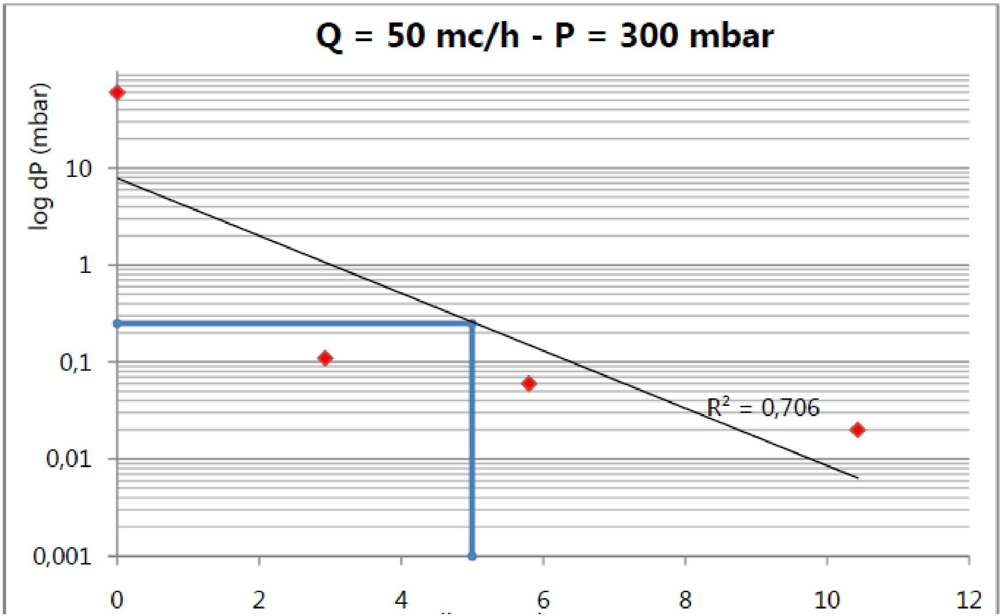 Q = 50 mc/h - P = 300 mbar
log dP (mbar)
10
1
0,1
0,01
0,001
R² = 0,706
0 2 4 6 8 10 12